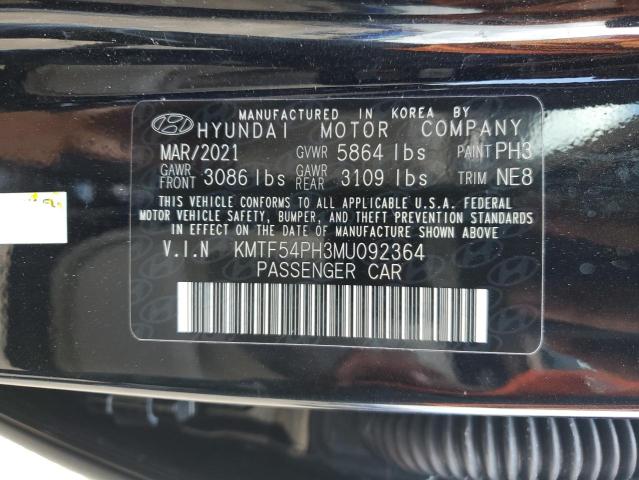 MANUFACTURED IN KOREA BY
HYUNDAI MOTOR COMPANY
MAR/2021 GVWR 5864 lbs PAINT PH3
GAWR FRONT 3086 lbs GAWR REAR 3109 lbs TRIM NE8
THIS VEHICLE CONFORMS TO ALL APPLICABLE U.S.A. FEDERAL
MOTOR VEHICLE SAFETY, BUMPER, AND THEFT PREVENTION STANDARDS
IN EFFECT ON THE DATE OF MANUFACTURE SHOWN ABOVE
V.I.N KMTF54PH3MU092364
PASSENGER CAR